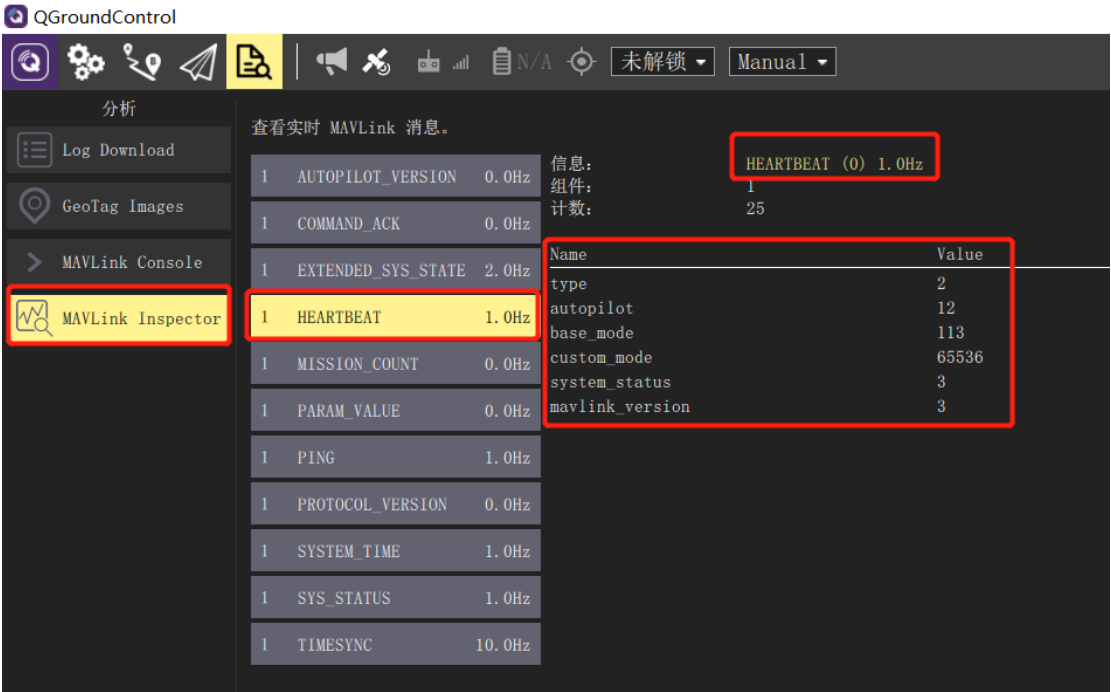 QGroundControl
N/A 未解锁 Manual
分析
Log Download
GeoTag Images
MAVLink Console
MAVLink Inspector
查看实时 MAVLink 消息。
1 AUTOPILOT_VERSION 0.0Hz
1 COMMAND_ACK 0.0Hz
1 EXTENDED_SYS_STATE 2.0Hz
1 HEARTBEAT 1.0Hz
1 MISSION_COUNT 0.0Hz
1 PARAM_VALUE 0.0Hz
1 PING 1.0Hz
1 PROTOCOL_VERSION 0.0Hz
1 SYSTEM_TIME 1.0Hz
1 SYS_STATUS 1.0Hz
1 TIMESYNC 10.0Hz
信息: HEARTBEAT (0) 1.0Hz
组件: 1
计数: 25
Name Value
type 2
autopilot 12
base_mode 113
custom_mode 65536
system_status 3
mavlink_version 3